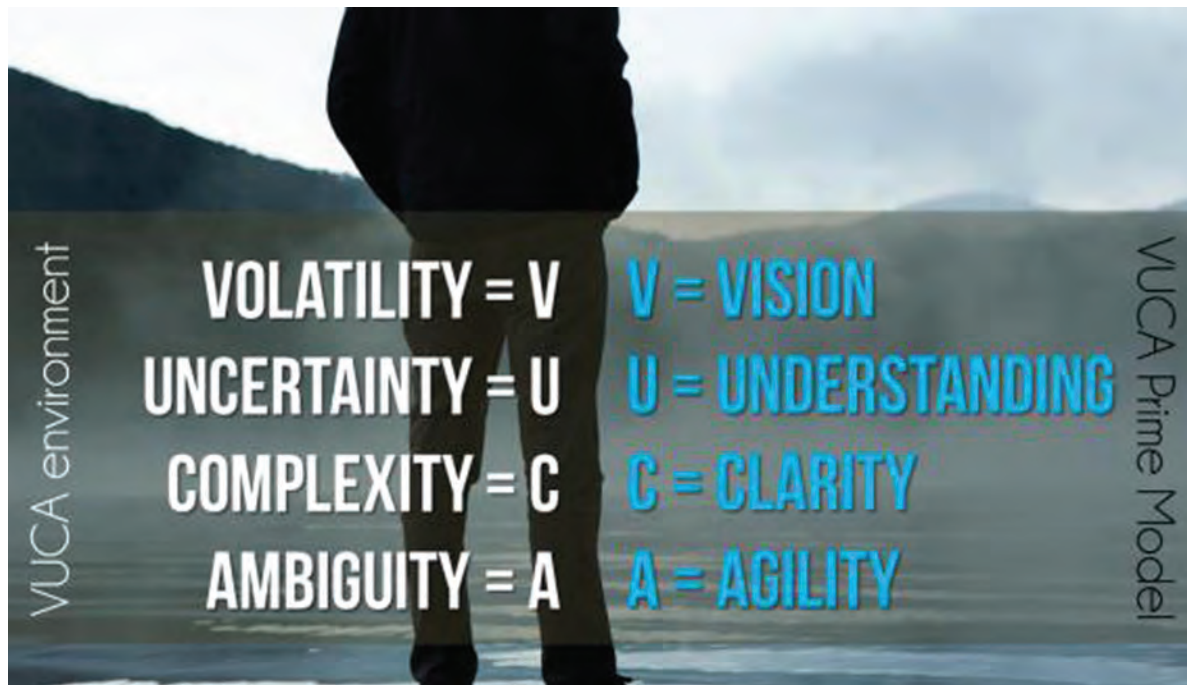 VUCA environment
VOLATILITY = V
UNCERTAINTY = U
COMPLEXITY = C
AMBIGUITY = A
V = VISION
U = UNDERSTANDING
C = CLARITY
A = AGILITY
VUCA Prime Model